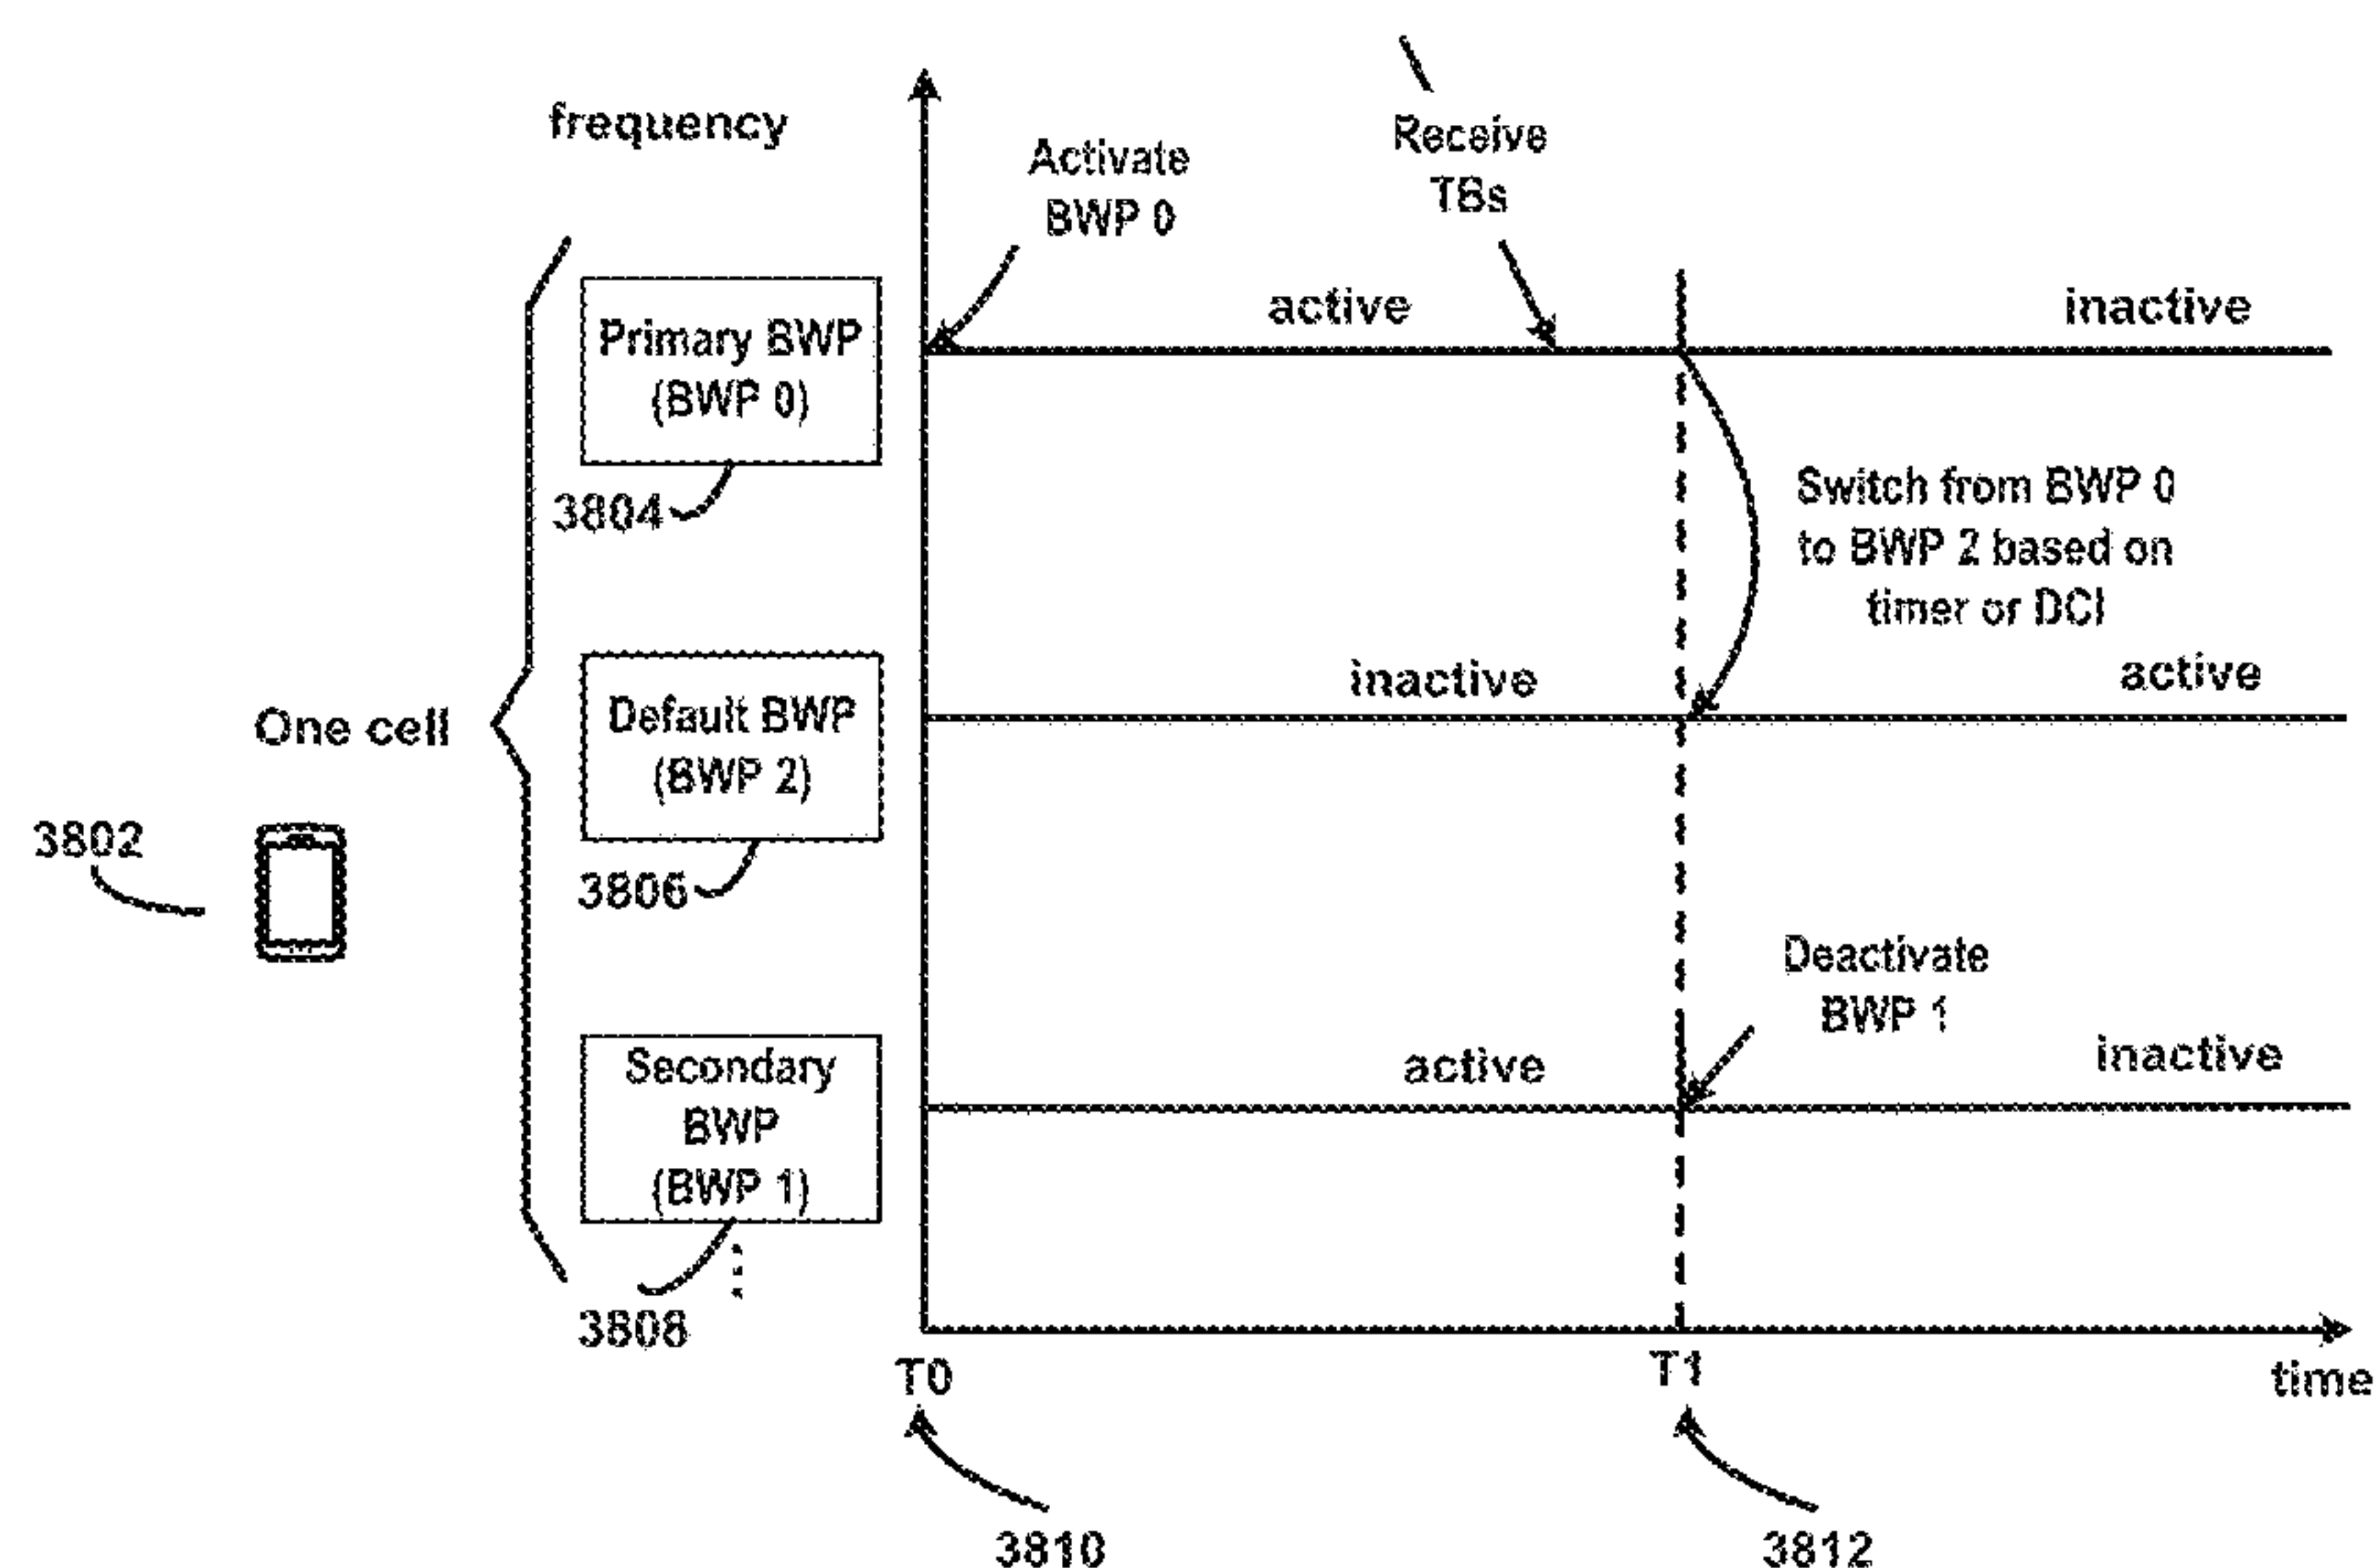 frequency
Activate
BWP 0
Receive
TBs
Primary BWP
(BWP 0)
3804
active
inactive
Switch from BWP 0
to BWP 2 based on
timer or DCI
One cell
Default BWP
(BWP 2)
3806
inactive
active
3802
Deactivate
BWP 1
Secondary
BWP
(BWP 1)
3808
active
inactive
T0
T1
time
3810
3812